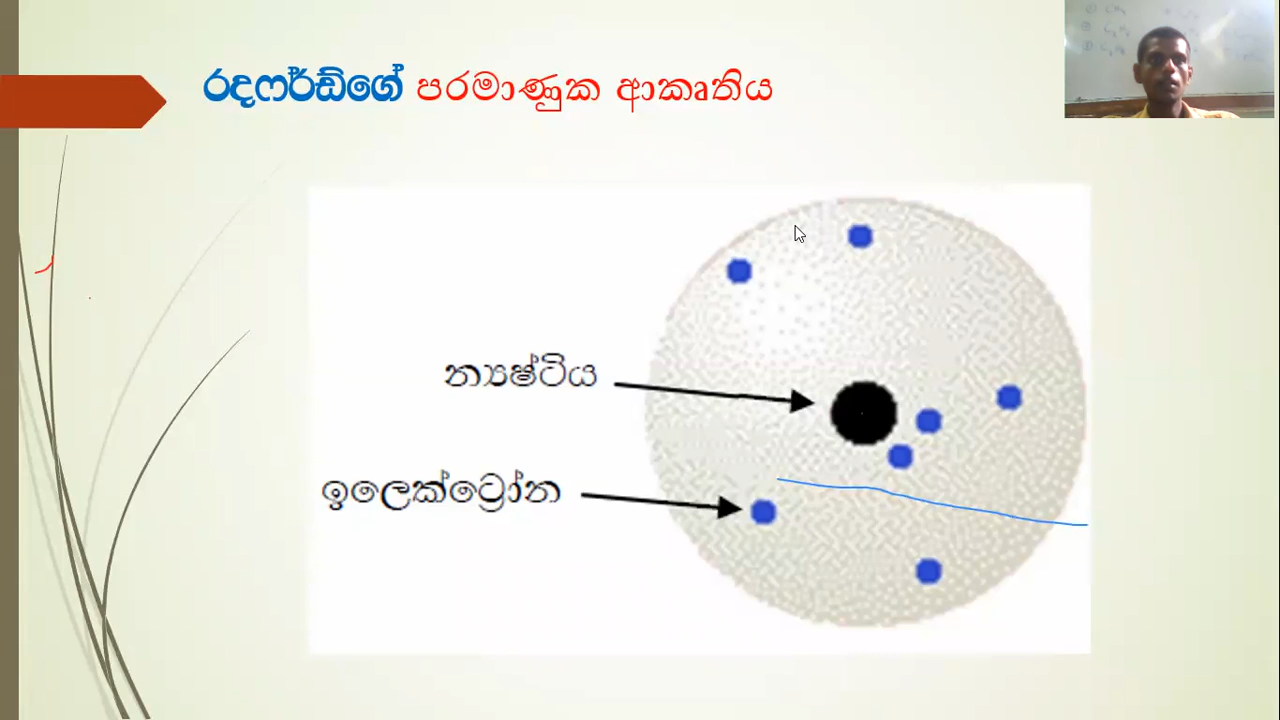 රදෆර්ඩ්ගේ පරමාණුක ආකෘතිය
න්‍යෂ්ටිය
ඉලෙක්ට්‍රෝන